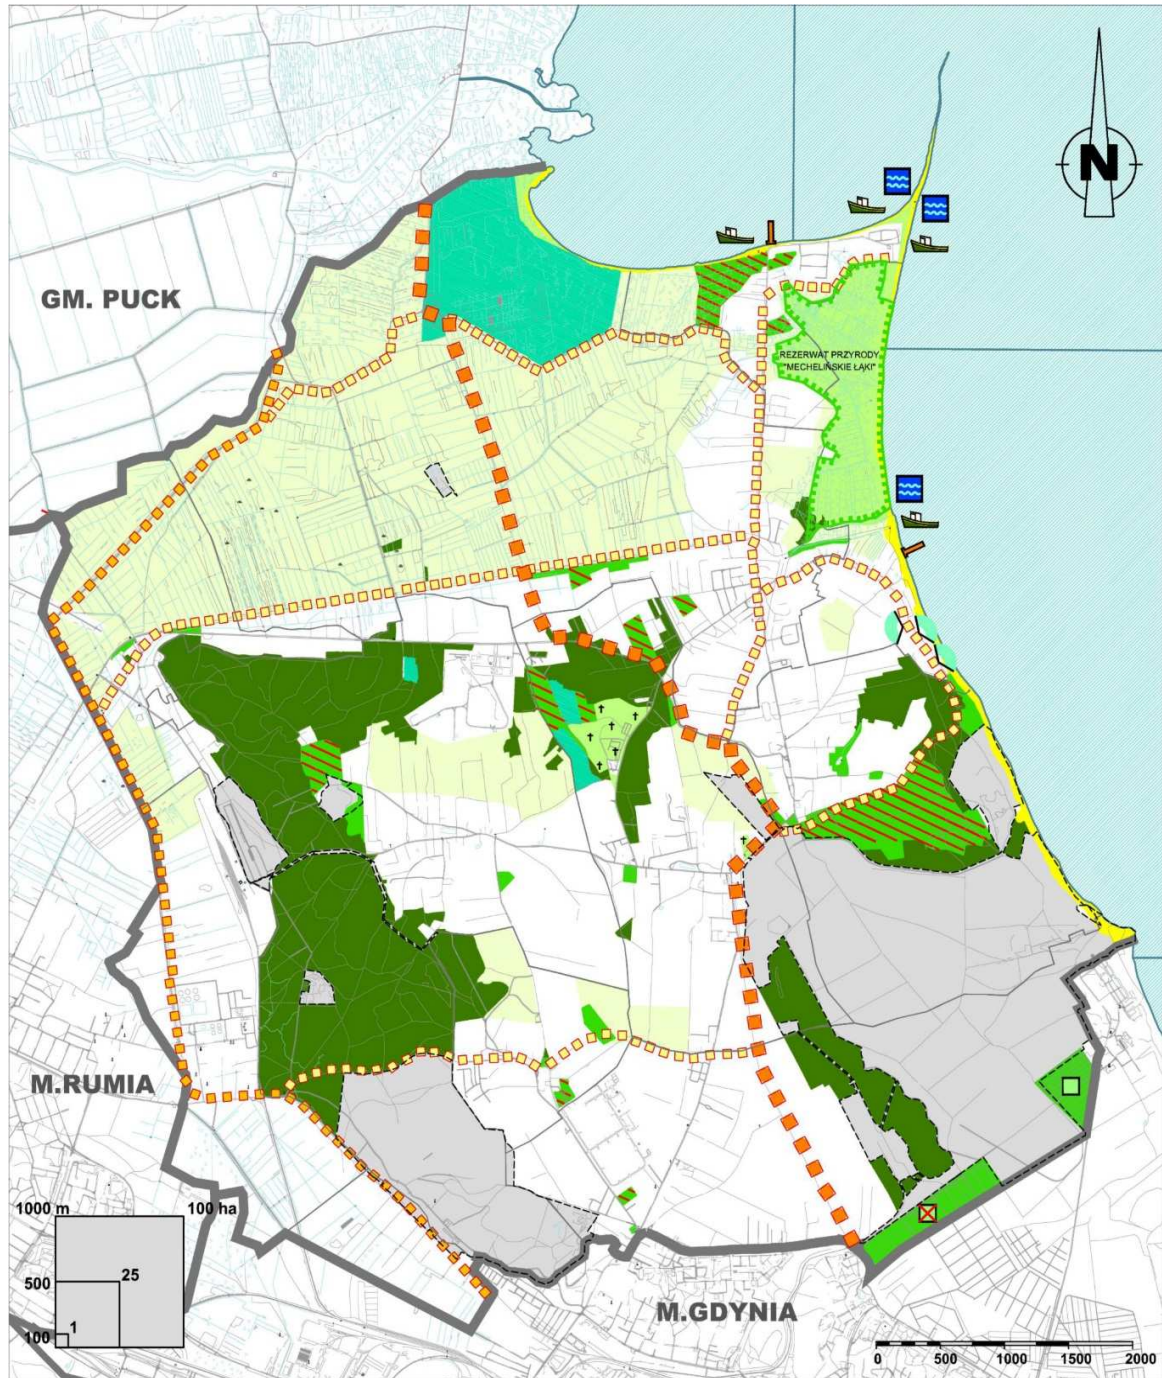 N
GM. PUCK
REZERWAT PRZYRODY
"MECHELIŃSKIE ŁĄKI"
M.RUMIA
1000 m
100 ha
500
25
100
1
M.GDYNIA
0
500
1000
1500
2000